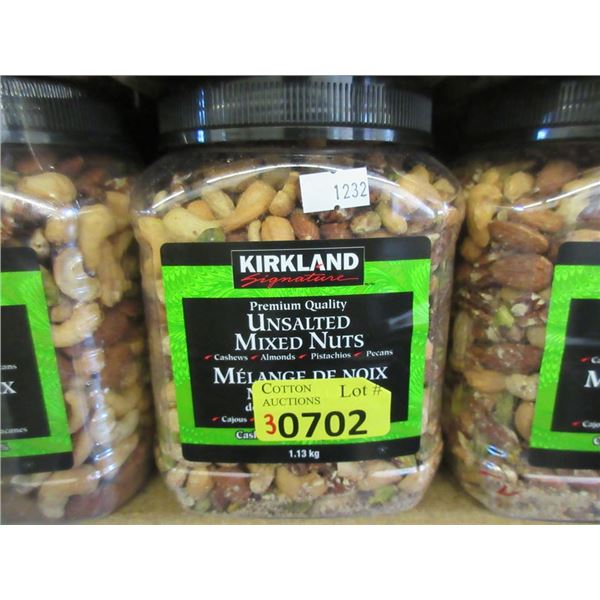 1232
KIRKLAND
Signature
Premium Quality
UNSALTED
MIXED NUTS
Cashews Almonds Pistachios Pecans
MÉLANGE DE NOIX
COTTON
AUCTIONS
Lot #
30702
Cajous
1.13 kg